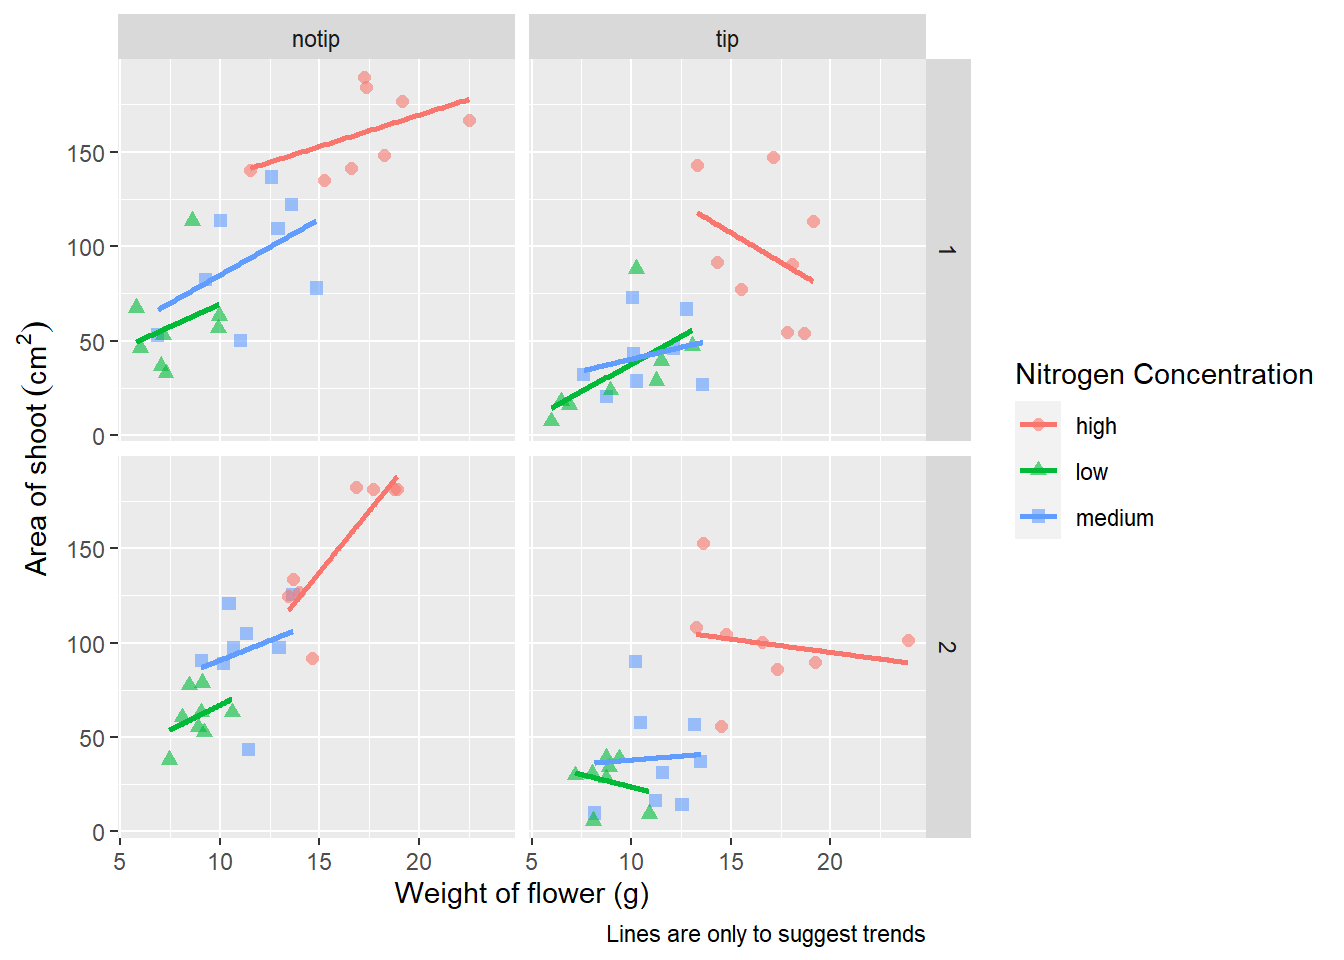 notip
tip
150
100
50
0
1
150
100
50
0
2
5 10 15 20
5 10 15 20
Area of shoot (cm²)
Weight of flower (g)
Nitrogen Concentration
high
low
medium
Lines are only to suggest trends